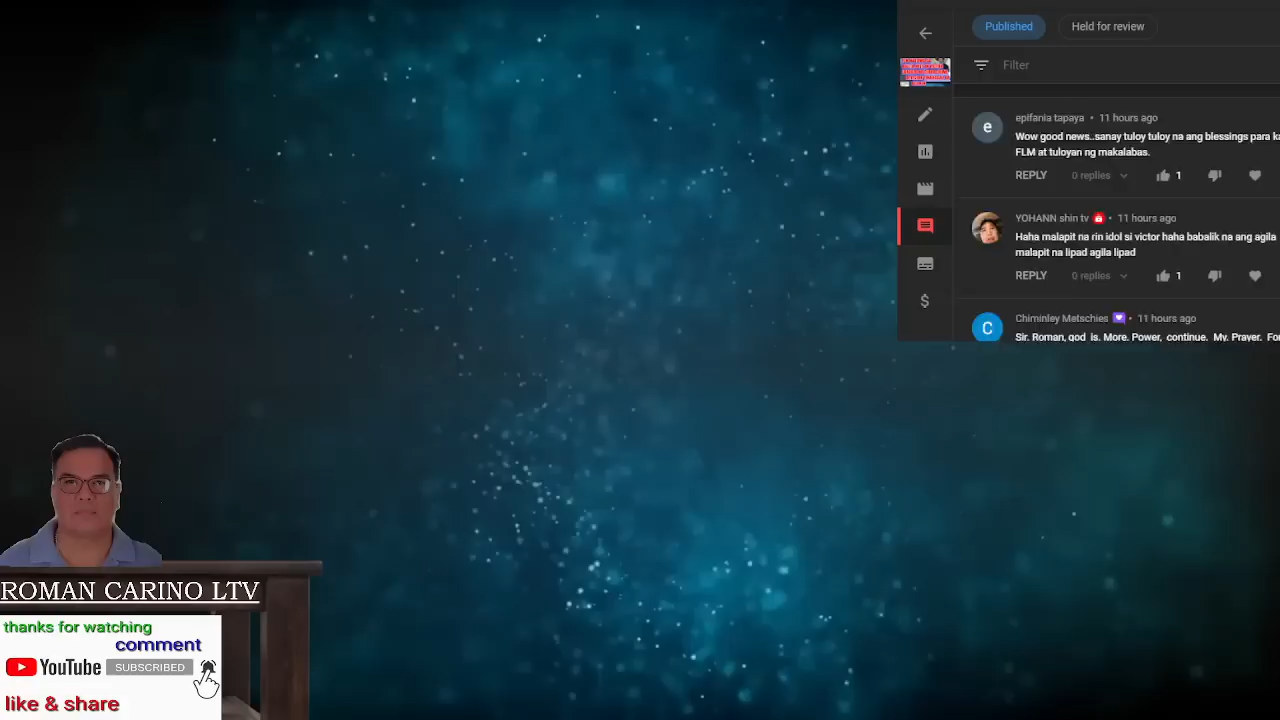 Published
Held for review
Filter
epifania tapaya • 11 hours ago
Wow good news..sanay tuloy tuloy na ang blessings para
FLM at tuloyan ng makalabas.
REPLY 0 replies 1
YOHANN shin tv • 11 hours ago
Haha malapit na rin idol si victor haha babalik na ang agila
malapit na lipad agila lipad
REPLY 0 replies 1
C
Chiminley Metschies • 11 hours ago
Sir. Roman, god is. More. Power, continue. My. Prayer.
e
ROMAN CARINO LTV
thanks for watching
comment
YouTube SUBSCRIBED
like & share